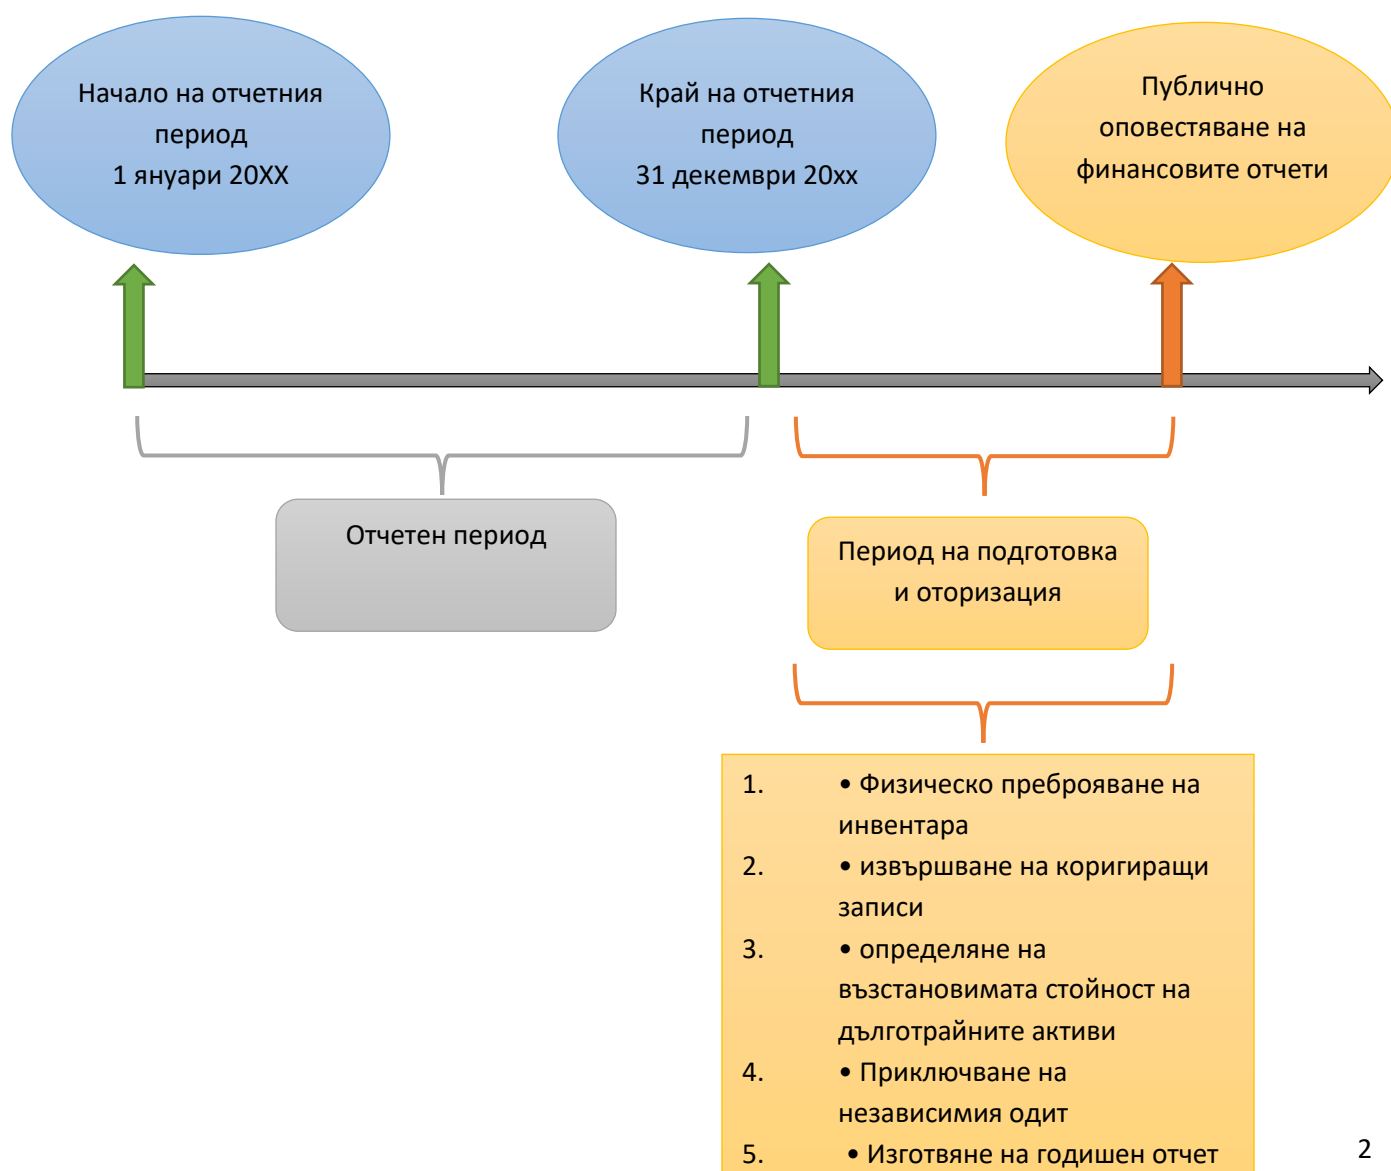 Начало на отчетния
период
1 януари 20XX
Край на отчетния
период
31 декември 20хх
Публично
оповестяване на
финансовите отчети
Отчетен период
Период на подготовка
и оторизация
1. • Физическо преброяване на
инвентара
2. • извършване на коригиращи
записи
3. • определяне на
възстановимата стойност на
дълготрайните активи
4. • Приключване на
независимия одит
5. • Изготвяне на годишен отчет
2